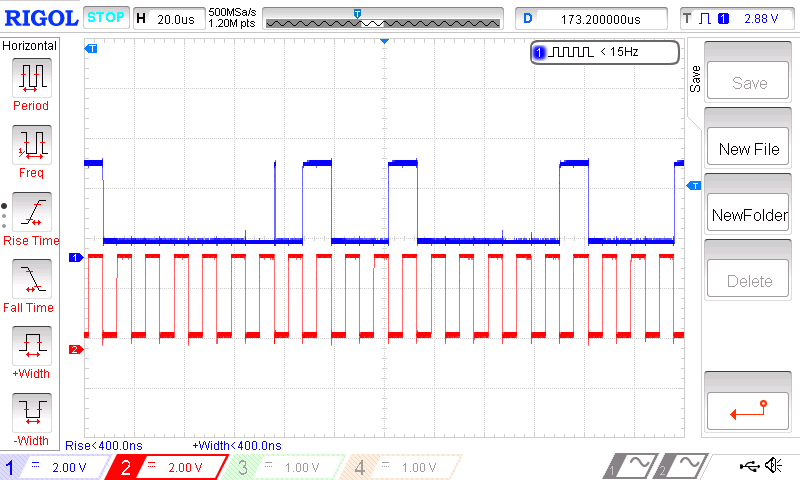 RIGOL STOP H 20.0us 500MSa/s 1.20M pts D 173.200000us T 1 2.88 V
Horizontal
Period
Freq
Rise Time
Fall Time
+Width
-Width
T
T
1 < 15Hz
T
1
2
Rise<400.0ns +Width<400.0ns
Save
Save
New File
NewFolder
Delete
1 2.00 V 2 2.00 V 3 1.00 V 4 1.00 V 1 2